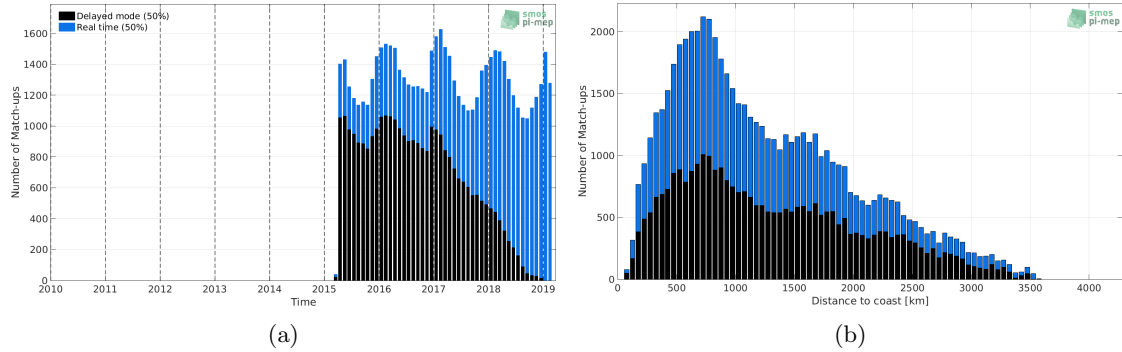 Delayed mode (50%)
Real time (50%)
smos
pi-mep
Number of Match-ups
1600
1400
1200
1000
800
600
400
200
0
2010 2011 2012 2013 2014 2015 2016 2017 2018 2019
Time
(a)
smos
pi-mep
Number of Match-ups
2000
1500
1000
500
0
0 500 1000 1500 2000 2500 3000 3500 4000
Distance to coast [km]
(b)